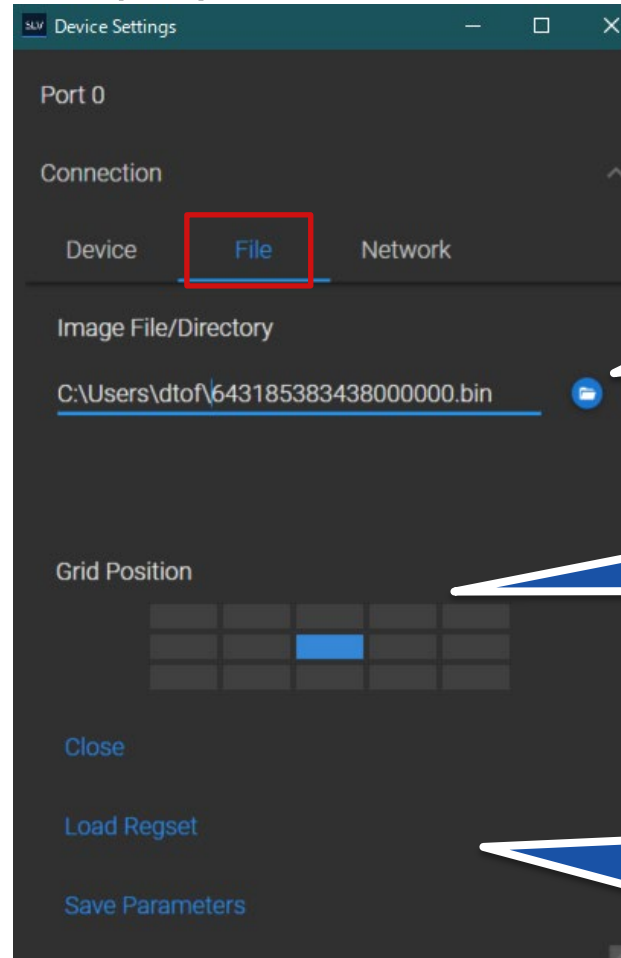 SLV Device Settings
Port 0
Connection
Device File Network
Image File/Directory
C:\Users\dtof\643185383438000000.bin
Grid Position
Close
Load Regset
Save Parameters